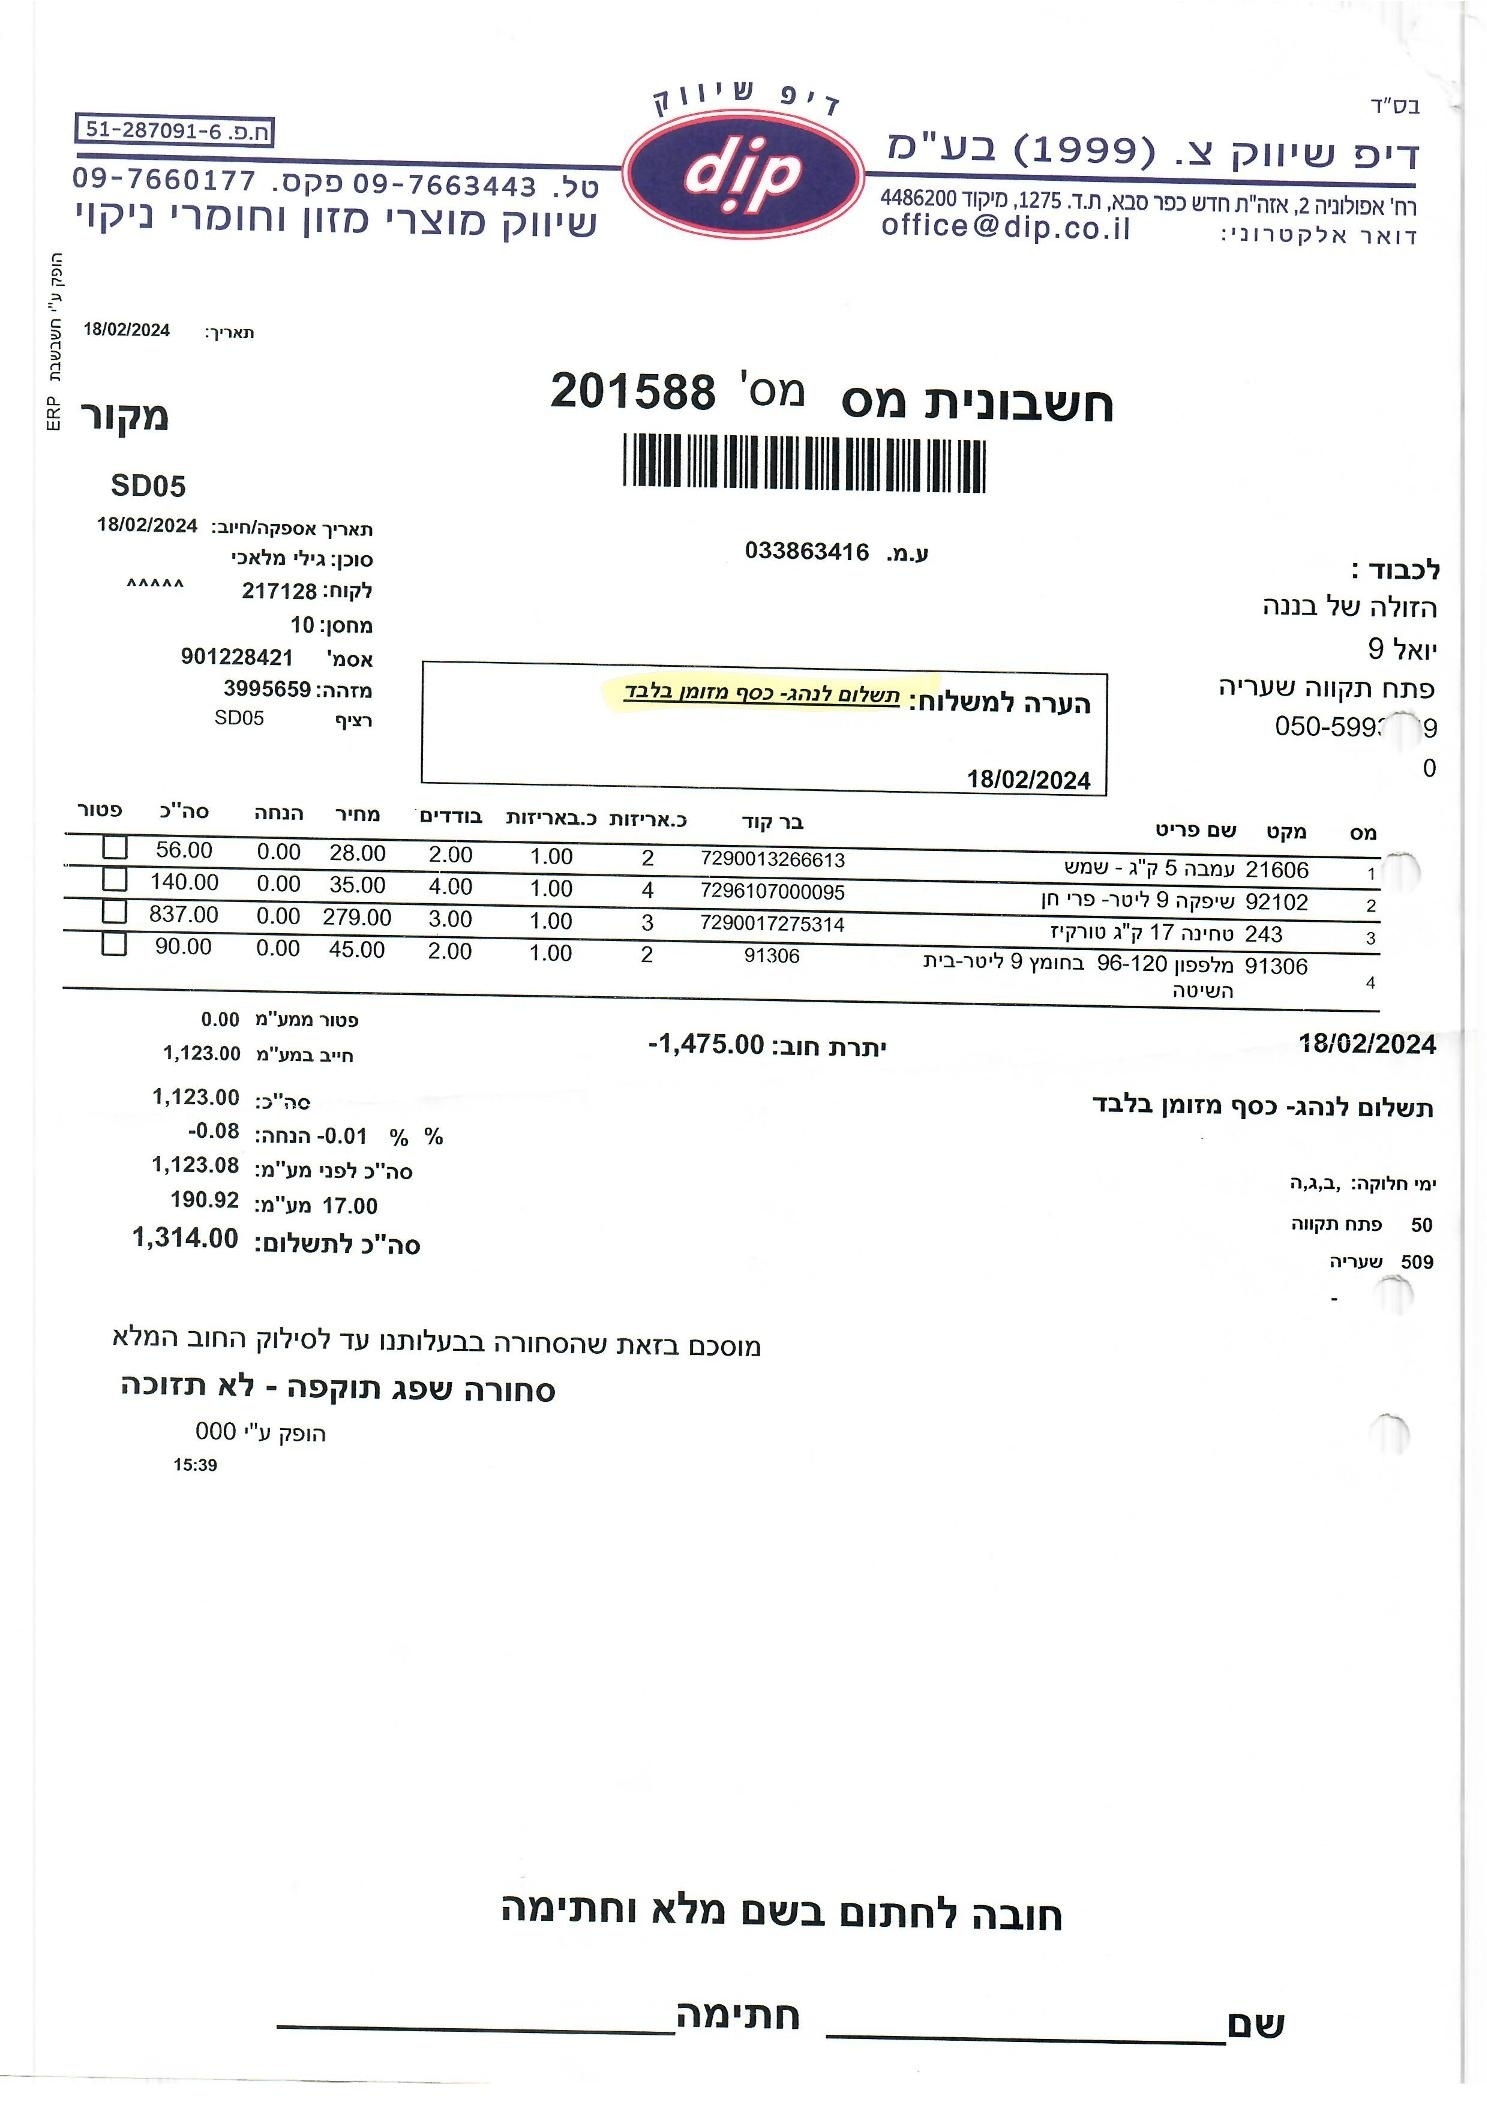 בס"ד
דיפ שיווק
dip
דיפ שיווק צ. (1999) בע"מ
רח' אפולוניה 2, אזה"ת חדש כפר סבא, ת.ד. 1275, מיקוד 4486200
דואר אלקטרוני: office@dip.co.il
ח.פ. 51-287091-6
טל. 09-7663443 פקס. 09-7660177
שיווק מוצרי מזון וחומרי ניקוי
הופק ע"י חשבשבת ERP
תאריך: 18/02/2024
חשבונית מס מס' 201588
מקור
SD05
ע.מ. 033863416
תאריך אספקה/חיוב: 18/02/2024
סוכן: גילי מלאכי
לקוח: 217128 ^^^^^
מחסן: 10
אסמ' 901228421
מזהה: 3995659
רציף SD05
לכבוד :
הזולה של בננה
יואל 9
פתח תקווה שעריה
0
הערה למשלוח: תשלום לנהג- כסף מזומן בלבד
18/02/2024
מס מקט שם פריט בר קוד כ.אריזות כ.באריזות בודדים מחיר הנחה סה"כ פטור
1 21606 עמבה 5 ק"ג - שמש 7290013266613 2 1.00 2.00 28.00 0.00 56.00
2 92102 שיפקה 9 ליטר- פרי חן 7296107000095 4 1.00 4.00 35.00 0.00 140.00
3 243 טחינה 17 ק"ג טורקיז 7290017275314 3 1.00 3.00 279.00 0.00 837.00
4 91306 מלפפון 96-120 בחומץ 9 ליטר-בית 91306 2 1.00 2.00 45.00 0.00 90.00
השיטה
18/02/2024
יתרת חוב: -1,475.00
פטור ממע"מ 0.00
חייב במע"מ 1,123.00
תשלום לנהג- כסף מזומן בלבד
סה"כ: 1,123.00
% % -0.01 הנחה: -0.08
סה"כ לפני מע"מ: 1,123.08
17.00 מע"מ: 190.92
סה"כ לתשלום: 1,314.00
ימי חלוקה: ,ב,ג,ה
50 פתח תקווה
509 שעריה
-
מוסכם בזאת שהסחורה בבעלותנו עד לסילוק החוב המלא
סחורה שפג תוקפה - לא תזוכה
הופק ע"י 000
15:39
חובה לחתום בשם מלא וחתימה
שם חתימה